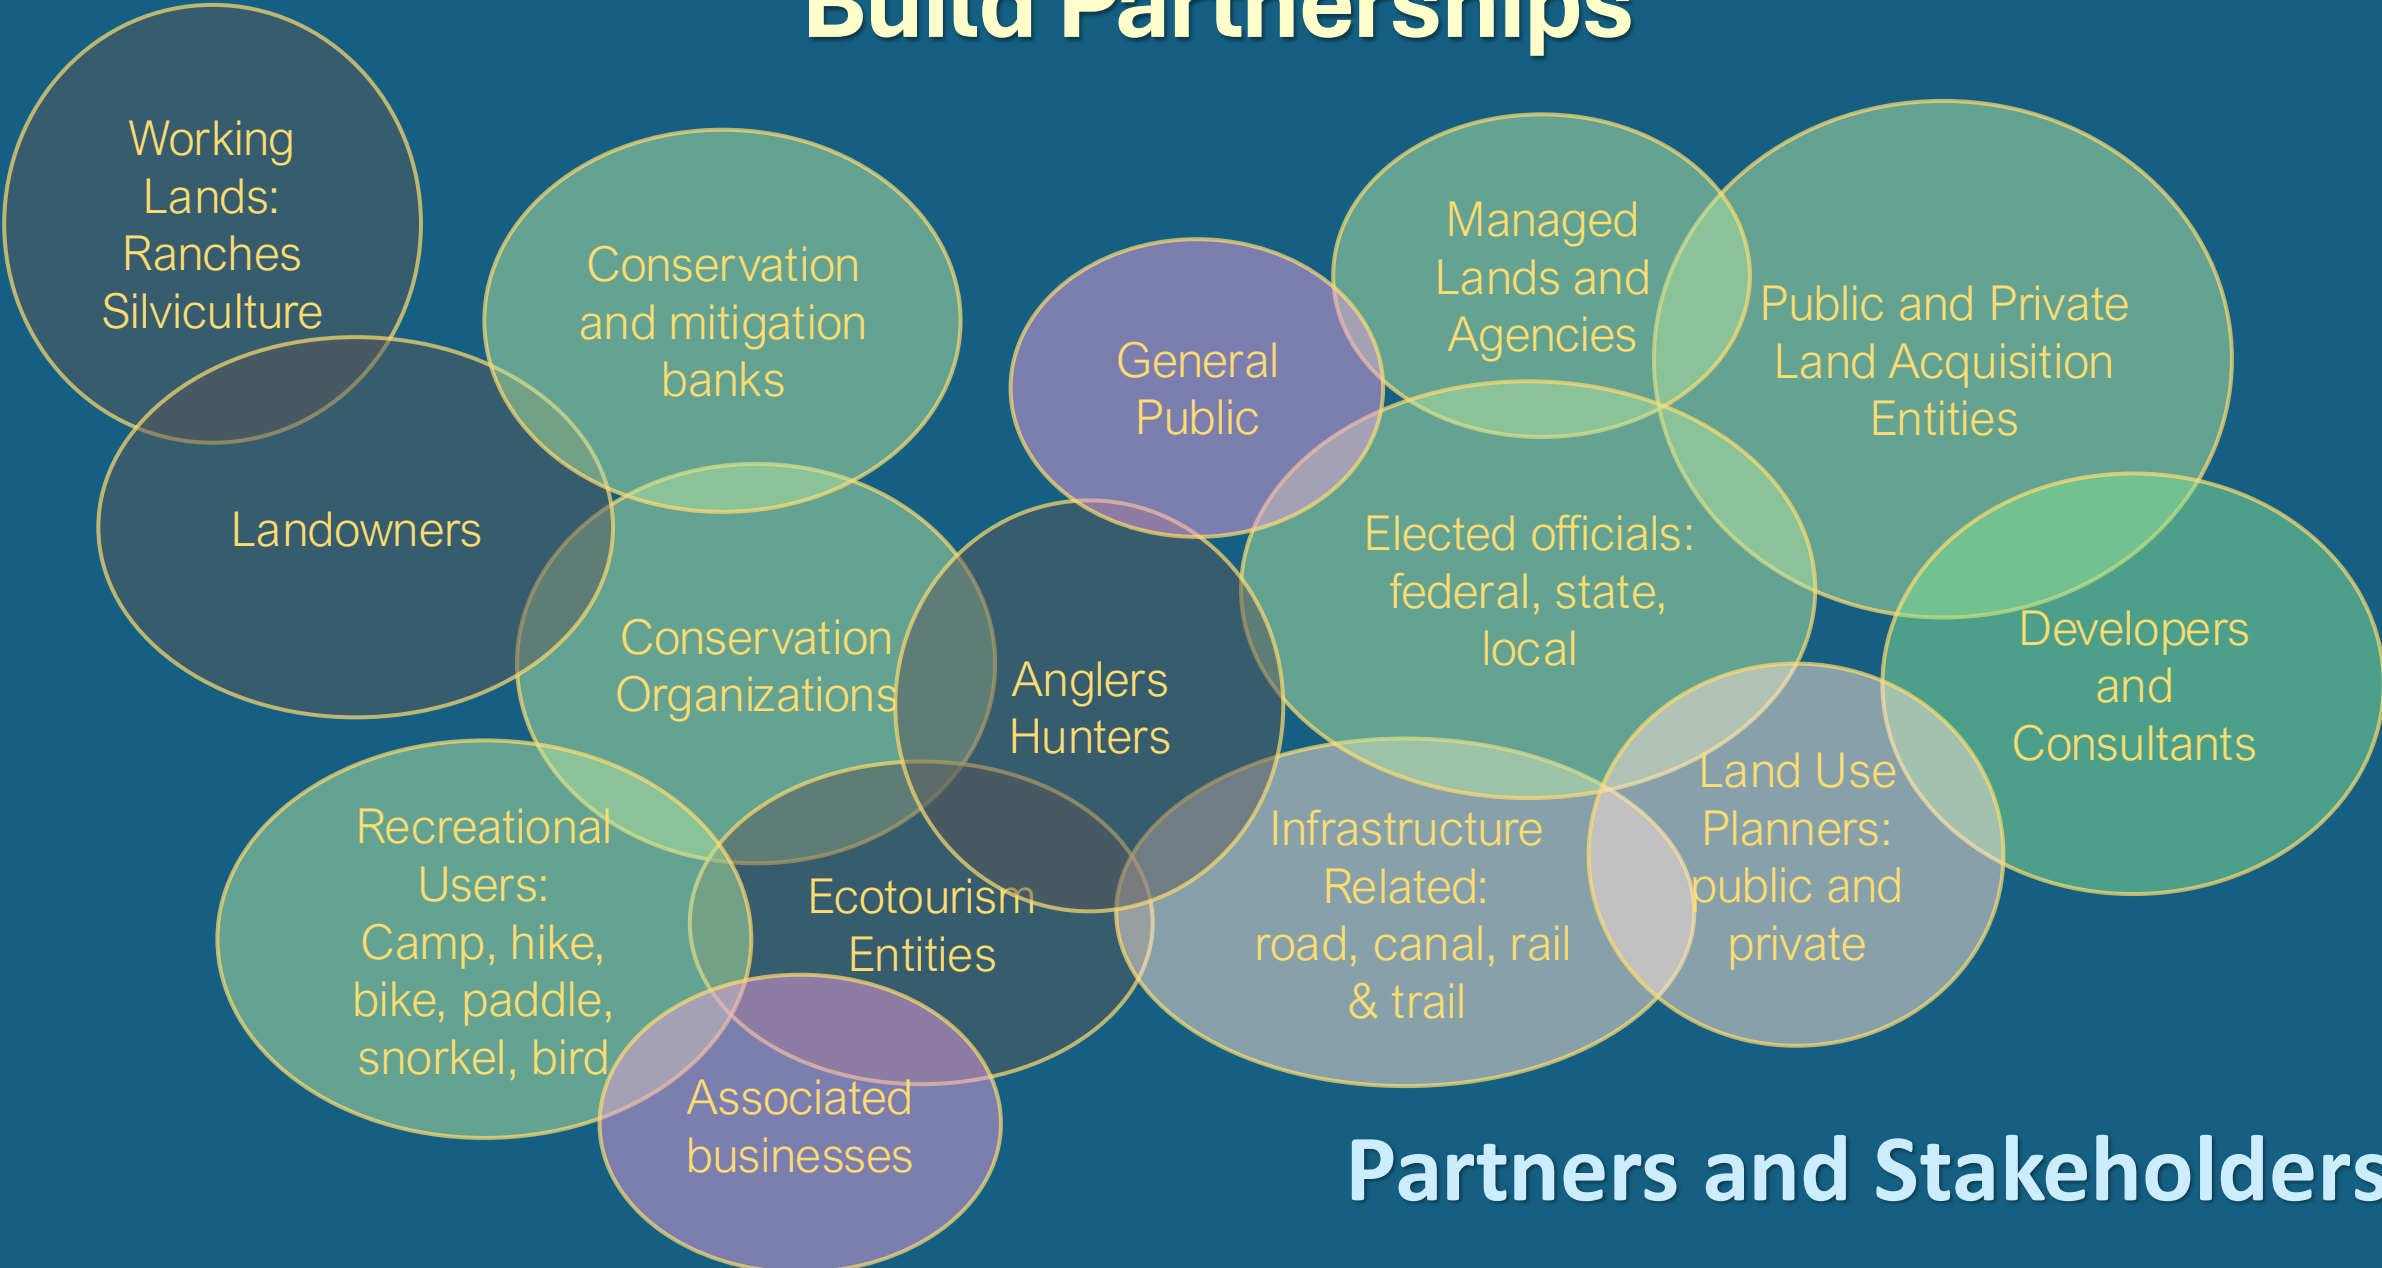 Build Partnerships
Working
Lands:
Ranches
Silviculture
Conservation
and mitigation
banks
General
Public
Managed
Lands and
Agencies
Public and Private
Land Acquisition
Entities
Landowners
Conservation
Organizations
Anglers
Hunters
Elected officials:
federal, state,
local
Developers
and
Consultants
Recreational
Users:
Camp, hike,
bike, paddle,
snorkel, bird
Ecotourism
Entities
Infrastructure
Related:
road, canal, rail
& trail
Land Use
Planners:
public and
private
Associated
businesses
Partners and Stakeholders